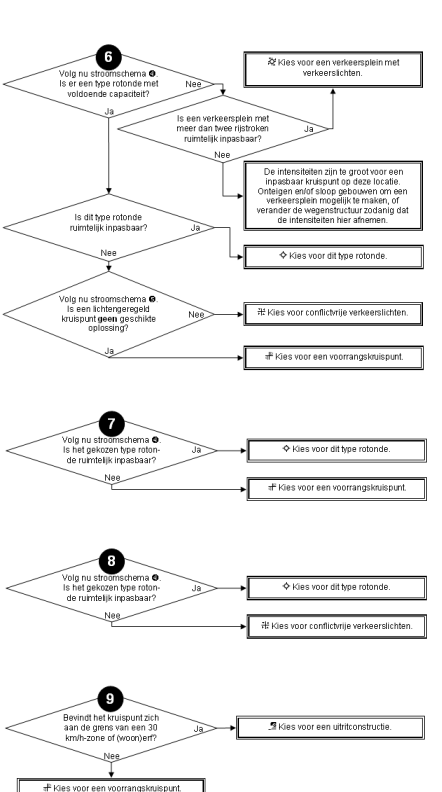 6
Volg nu stroomschema ❹.
Is er een type rotonde met
voldoende capaciteit?
Nee
Ja
Kies voor een verkeersplein met
verkeerslichten.
Is een verkeersplein met
meer dan twee rijstroken
ruimtelijk inpasbaar?
Ja
Nee
De intensiteiten zijn te groot voor een
inpasbaar kruispunt op deze locatie.
Onteigen en/of sloop gebouwen om een
verkeersplein mogelijk te maken, of
verander de wegenstructuur zodanig dat
de intensiteiten hier afnemen.
Is dit type rotonde
ruimtelijk inpasbaar?
Ja
Nee
Kies voor dit type rotonde.
Volg nu stroomschema ❺.
Is een lichtengeregeld
kruispunt geen geschikte
oplossing?
Nee
Ja
Kies voor conflictvrije verkeerslichten.
Kies voor een voorrangskruispunt.
7
Volg nu stroomschema ❹.
Is het gekozen type roton-
de ruimtelijk inpasbaar?
Ja
Nee
Kies voor dit type rotonde.
Kies voor een voorrangskruispunt.
8
Volg nu stroomschema ❹.
Is het gekozen type roton-
de ruimtelijk inpasbaar?
Ja
Nee
Kies voor dit type rotonde.
Kies voor conflictvrije verkeerslichten.
9
Bevindt het kruispunt zich
aan de grens van een 30
km/h-zone of (woon)erf?
Ja
Nee
Kies voor een uitritconstructie.
Kies voor een voorrangskruispunt.